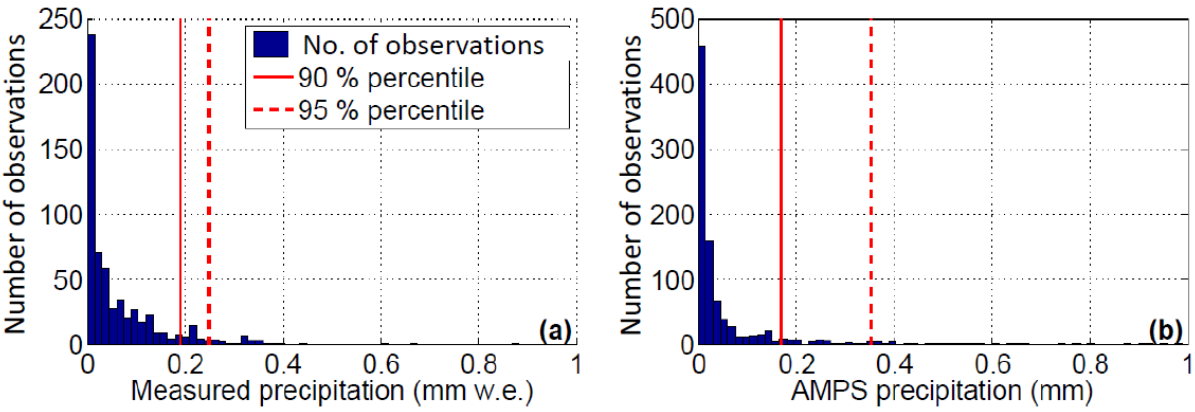 Number of observations
250
200
150
100
50
0
No. of observations
90 % percentile
95 % percentile
(a)
0 0.2 0.4 0.6 0.8 1
Measured precipitation (mm w.e.)
Number of observations
500
400
300
200
100
0
(b)
0 0.2 0.4 0.6 0.8 1
AMPS precipitation (mm)